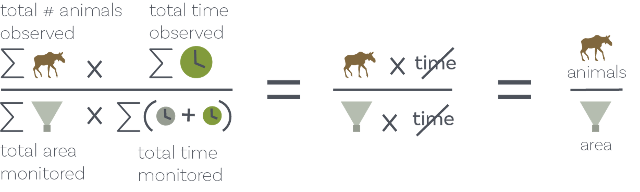 total # animals
observed
total time
observed
∑ x ∑
∑ x ∑( + )
total area
monitored
total time
monitored
=
x time
x time
=
animals
area